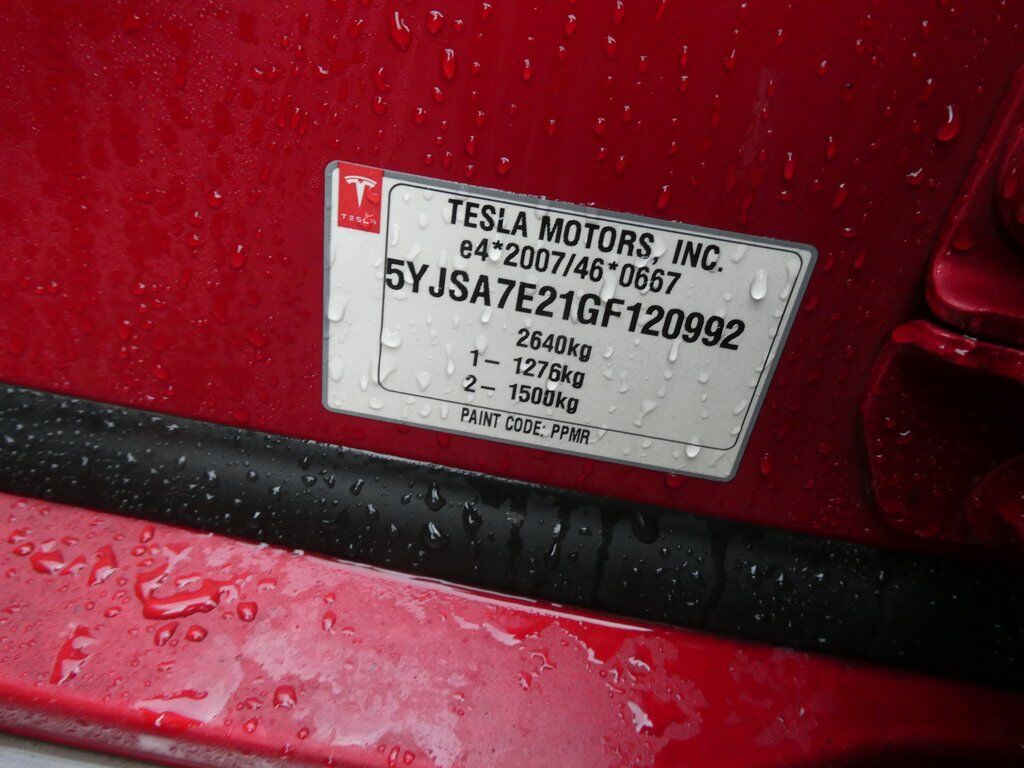 TESLA
TESLA MOTORS, INC.
e4*2007/46*0667
5YJSA7E21GF120992
2640kg
1- 1276kg
2- 1500kg
PAINT CODE: PPMR